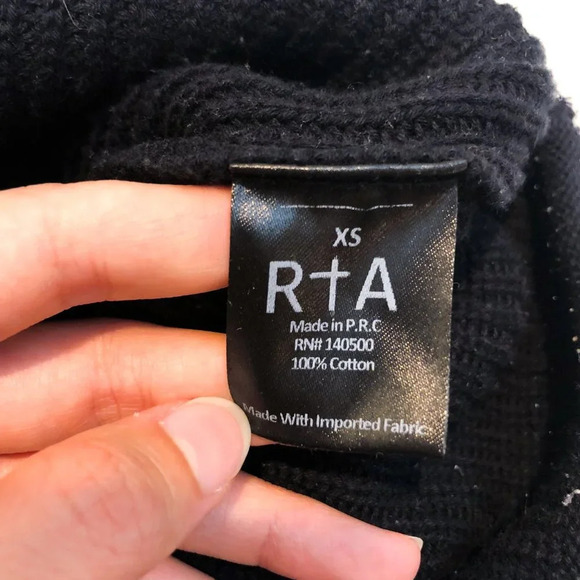 XS
R†A
Made in P.R.C
RN# 140500
100% Cotton
Made With Imported Fabric